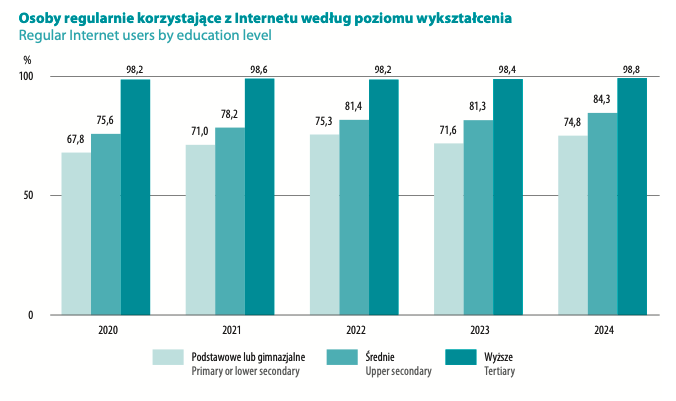 Osoby regularnie korzystające z Internetu według poziomu wykształcenia
Regular Internet users by education level
%
100
50
0
67,8 75,6 98,2
71,0 78,2 98,6
75,3 81,4 98,2
71,6 81,3 98,4
74,8 84,3 98,8
2020 2021 2022 2023 2024
Podstawowe lub gimnazjalne
Primary or lower secondary
Średnie
Upper secondary
Wyższe
Tertiary